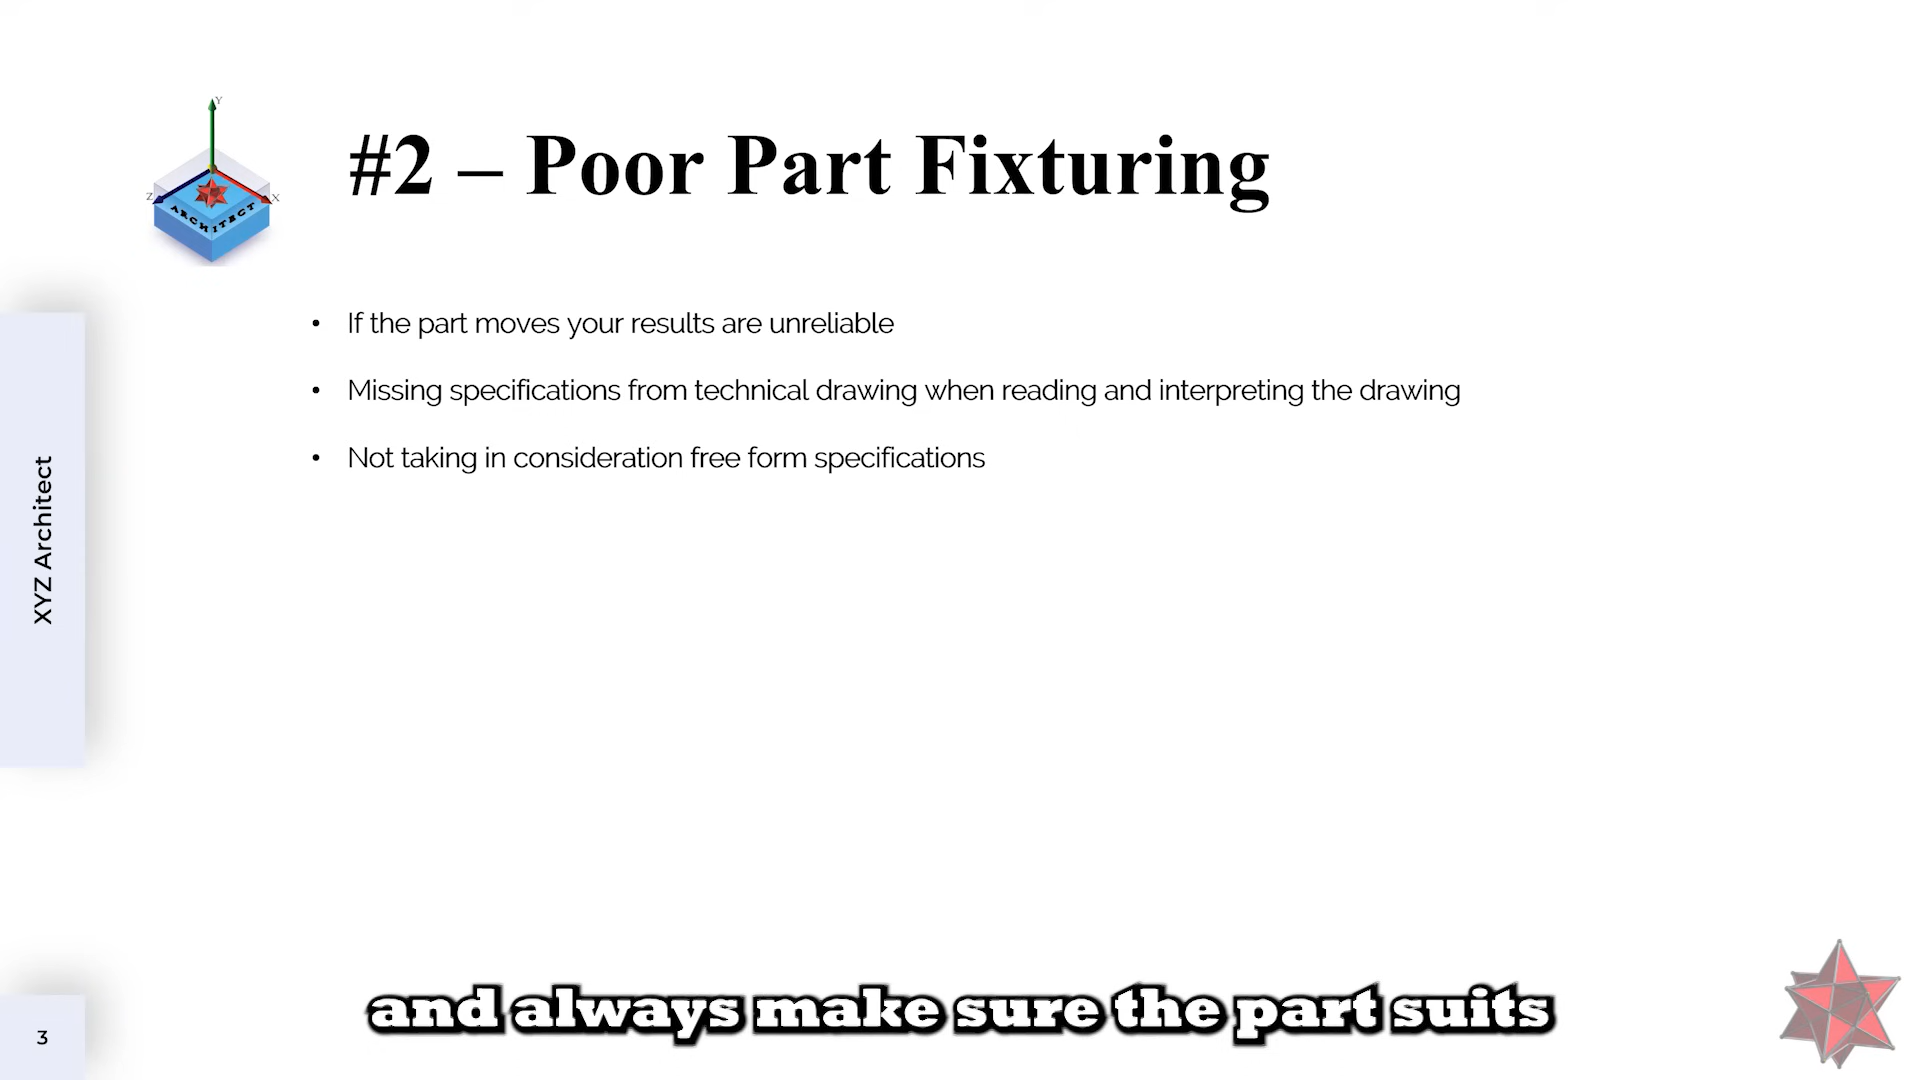 Y
Z
X
ARCHITECT
#2 – Poor Part Fixturing
• If the part moves your results are unreliable
• Missing specifications from technical drawing when reading and interpreting the drawing
• Not taking in consideration free form specifications
XYZ Architect
and always make sure the part suits
3